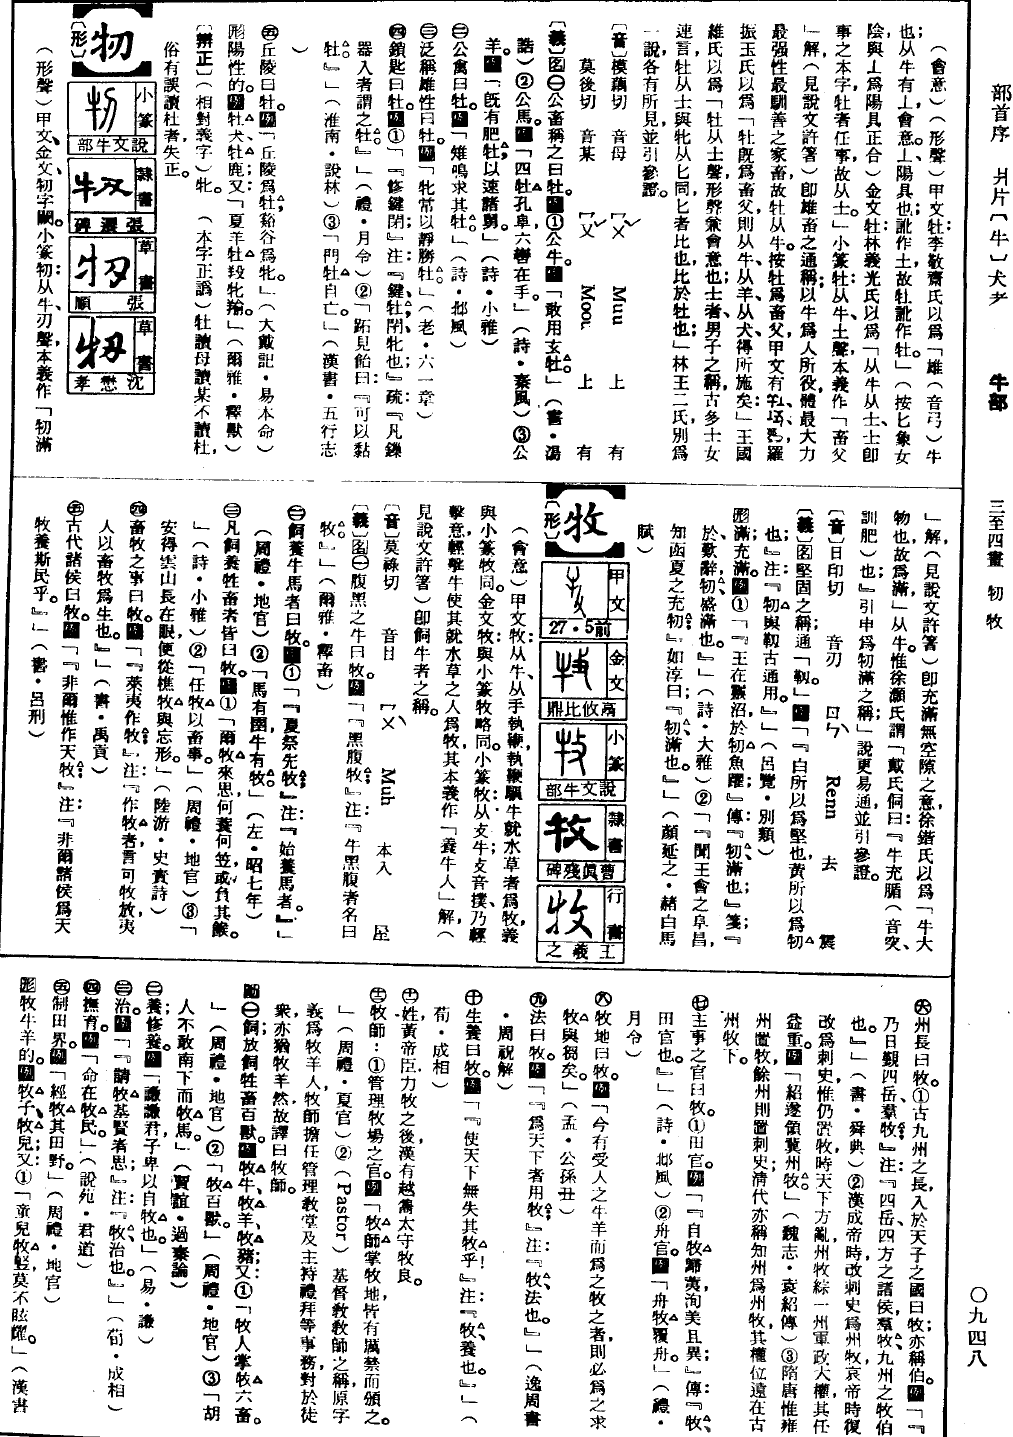 部首序 爿片〔牛〕犬歺 牛部 三至四畫 牣 牧 〇九四八
(會意)(形聲)甲文牡李敬齋氏以爲「雄(音弓)牛
也从牛有丄會意。丄陽具也訛作土故牡訛作牡。」(按匕象女
陰與丄爲陽具正合)金文牡林義光氏以爲「从牛从士士卽
事之本字牡者任事故从士。」小篆牡从牛土聲本義作「畜父
」解(見說文許箸)卽雄畜之通稱以牛爲人所役體最大力
最强性最馴善之家畜故牡从牛。按牡爲畜父甲文有羅
振玉氏以爲「牡旣爲畜父則从牛从羊从犬得所施矣」王國
維氏以爲「牡从士聲形聲兼會意也士者男子之稱古多士女
連言牡从士與牝从匕同匕者比也比於牡也」林王二氏別爲
一說各有所見並引參證。
〔音〕模藕切 音母 ㄇㄡˇ Muu 上 有
莫後切 音某 ㄇㄡˇ Moou 上 有
〔義〕名㊀公畜稱之曰牡。例①公牛。例「敢用玄牡。」(書·湯
誥)②公馬。例「四牡孔阜六轡在手」(詩·秦風)③公
羊。例「旣有肥牡以速諸舅」(詩·小雅)
㊁公禽曰牡。例「雉鳴求其牡」(詩·邶風)
㊂泛稱雄性曰牡。例「牝常以靜勝牡。」(老·六一章)
㊃鎖匙曰牡。例①「『修鍵閉』注『鍵牡閉牝也』疏『凡鏁
器入者謂之牡。』」(禮·月令)②「跖見飴曰『可以黏
牡。』」(淮南·說林)③「門牡自亡。」(漢書·五行志
)
㊄丘陵曰牡。例「丘陵爲牡谿谷爲牝。」(大戴記·易本命)
形陽性的。例牡犬牡鹿又「夏羊牡羖牝羭」(爾雅·釋獸)
〔辨正〕(相對義字)牝。 (本字正譌)牡讀母讀某不讀杜,
俗有誤讀杜者失正。
牣
〔形〕
小篆 說文牛部
隸書 張遷碑
草書 張順
草書 沈懋孝
(形聲)甲文金文牣字闕。小篆牣从牛刃聲本義作「牣滿
」解(見說文許箸)卽充滿無空隙之意徐鍇氏以爲「牛大
物也故爲滿」从牛惟徐灝氏謂「戴氏侗曰『牛充腯(音突
訓肥)也』引申爲牣滿之稱」說更易通並引參證。
〔音〕日印切 音刃 ㄖㄣˋ Renn 去 震
〔義〕名堅固之稱通「韌」例「『白所以爲堅也黃所以爲牣
也』注『牣與韌古通用。』」(呂覽·別類)
形滿充滿。例①「『王在靈沼於牣魚躍』傳『牣滿也』箋『
於歎辭牣盛滿也。』」(詩·大雅)②「『聞王會之阜昌,
知函夏之充牣』如淳曰『牣滿也。』」(顏延之·赭白馬
賦)
牧
〔形〕
甲文 前5·27
金文 鬲攸比鼎
小篆 說文牛部
隸書 曹真殘碑
行書 王羲之
(會意)甲文牧从牛从手執鞭執鞭驅牛就水草者爲牧義
與小篆牧同。金文牧與小篆牧略同。小篆牧从攴牛攴音撲乃輕
擊意輕擊牛使其就水草之人爲牧其本義作「養牛人」解(
見說文許箸)卽飼牛者之稱。
〔音〕莫祿切 音目 ㄇㄨˋ Muh 本入 屋
〔義〕名㊀腹黑之牛曰牧。例「『黑腹牧』注『牛黑腹者名曰
牧。』」(爾雅·釋畜)
㊁飼養牛馬者曰牧。例①「『夏祭先牧』注『始養馬者。』」
(周禮·地官)②「馬有圉牛有牧。」(左·昭七年)
㊂凡飼養牲畜者皆曰牧。例①「爾牧來思何蓑何笠或負其餱。
」(詩·小雅)②「任牧以畜事。」(周禮·地官)③「
安得雲山長在眼便從樵牧與忘形。」(陸游·史責詩)
㊃畜牧之事曰牧。例「『萊夷作牧』注『作牧者言可牧放夷
人以畜牧爲生也。』」(書·禹貢)
㊄古代諸侯曰牧。例「『非爾惟作天牧』注『非爾諸侯爲天
牧養斯民乎。』」(書·呂刑)
㊅州長曰牧。①古九州之長入於天子之國曰牧亦稱伯。例「『
乃日覲四岳羣牧』注『四岳四方之諸侯羣牧九州之牧伯
也。』」(書·舜典)②漢成帝時改刺史爲州牧哀帝時復
改爲刺史惟仍置牧時天下方亂州牧綜一州軍政大權其任
益重。例「紹遂領冀州牧」(魏志·袁紹傳)③隋唐惟雍
州置牧餘州則置刺史清代亦稱知州爲州牧其權位遠在古
州牧下。
㊆主事之官曰牧。①田官。例「『自牧歸荑洵美且異』傳『牧
田官也。』」(詩·邶風)②舟官。例「舟牧覆舟」(禮·
月令)
㊇牧地曰牧。例「今有受人之牛羊而爲之牧之者則必爲之求
牧與芻矣」(孟·公孫丑)
㊈法曰牧。例「『爲天下者用牧』注『牧法也。』」(逸周書
·周祝解)
㊉生養曰牧。例「『使天下無失其牧乎!』注『牧養也。』」(
荀·成相)
⼗㊀姓黃帝臣力牧之後漢有越巂太守牧良。
⼗㊁牧師:①管理牧場之官。例「牧師掌牧地皆有厲禁而頒之。
」(周禮·夏官)②(Pastor)基督敎敎師之稱原字
義爲牧羊人牧師擔任管理敎堂及主持禮拜等事務對於徒
衆亦猶牧羊然故譯曰牧師。
動㊀飼放飼牲畜百獸。例牧牛牧羊牧豬又①「牧人掌牧六畜。
」(周禮·地官)②「牧百獸」(周禮·地官)③「胡
人不敢南下而牧馬。」(賈誼·過秦論)
㊁養修養。例「謙謙君子卑以自牧也。」(易·謙)
㊂治。例「『請牧基賢者思』注『牧治也。』」(荀·成相)
㊃撫育。例「命在牧民」(說苑·君道)
㊄制田界。例「經牧其田野。」(周禮·地官)
形牧牛羊的。例牧子牧兒又①「童兒牧豎莫不眩燿。」(漢書